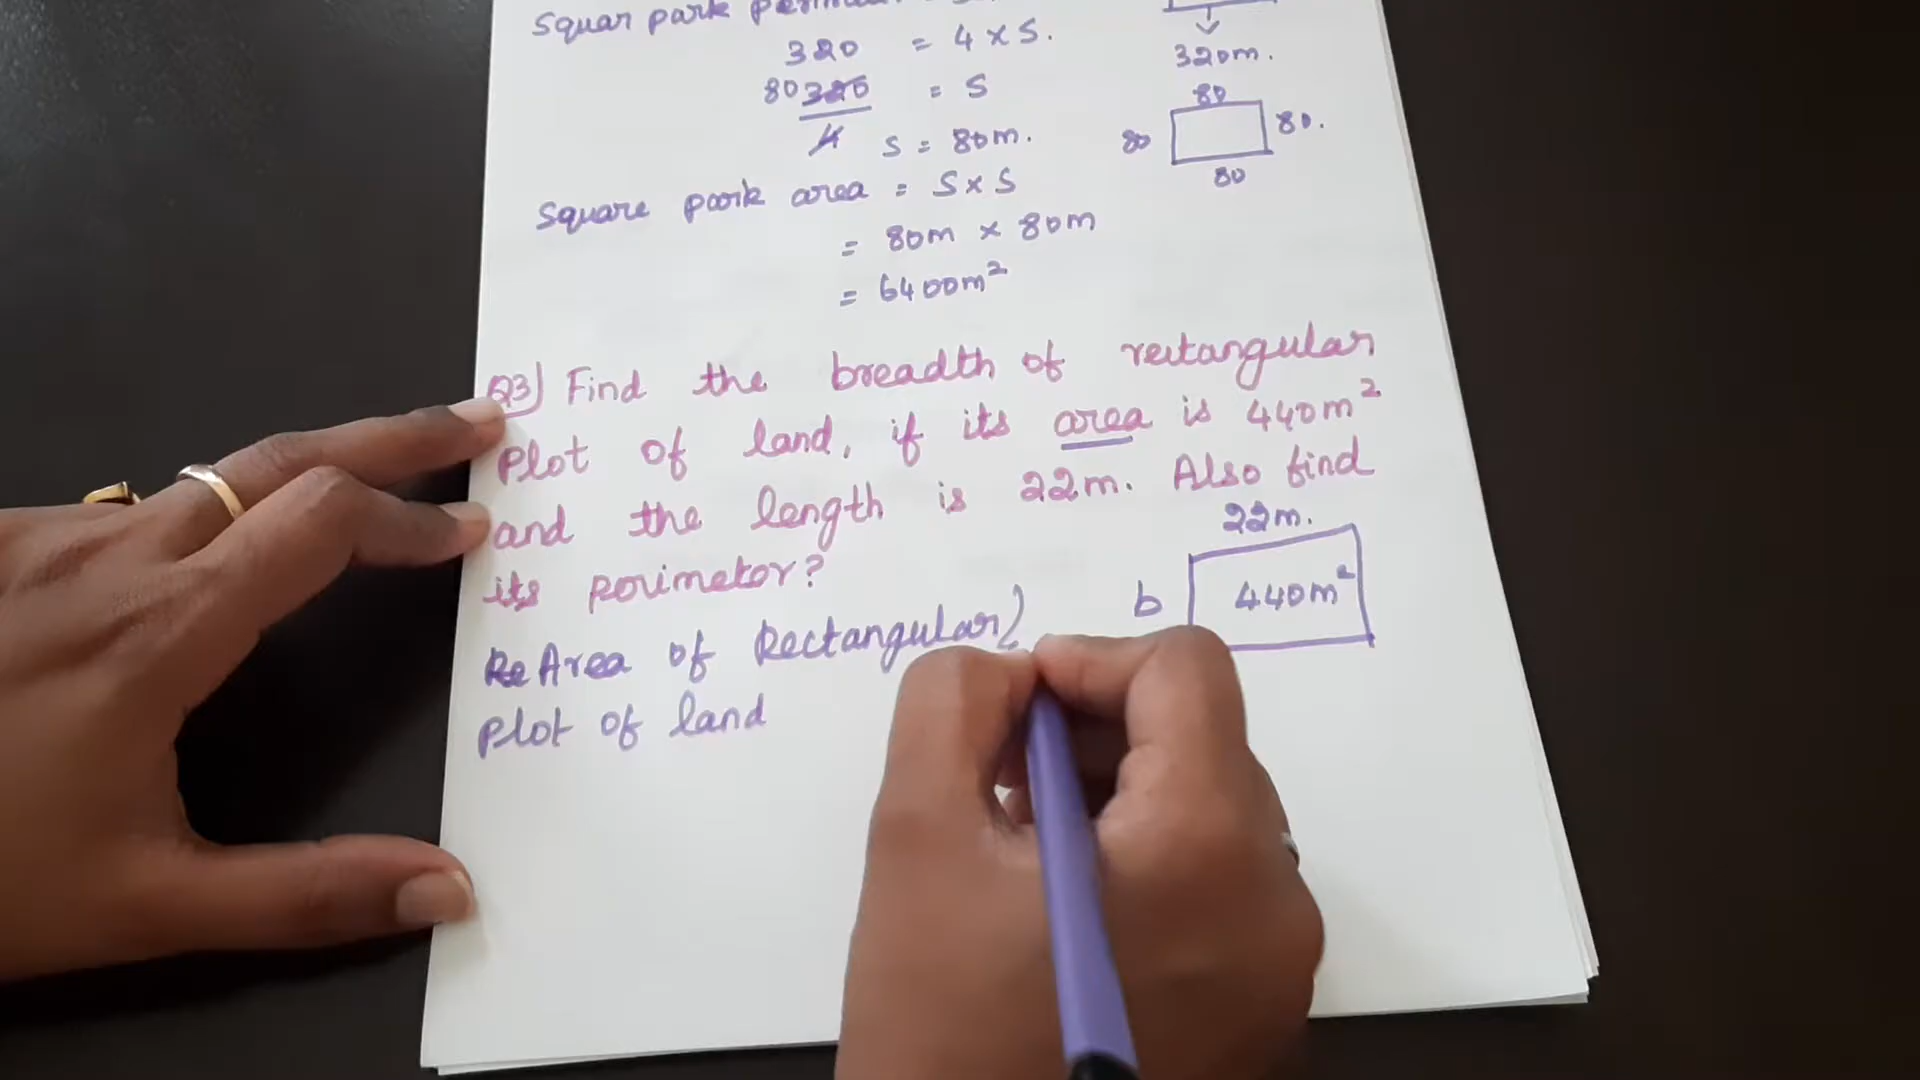 Squar park
320 = 4 × S.
80 320 = S
4
S = 80m.
320m.
80
80 80.
80
Square park area = S × S
= 80m × 80m
= 6400m²
Q3) Find the breadth of rectangular
Plot of land, if its area is 440m²
and the length is 22m. Also find
its perimeter?
22m.
b 440m²
Re Area of Rectangular
Plot of land